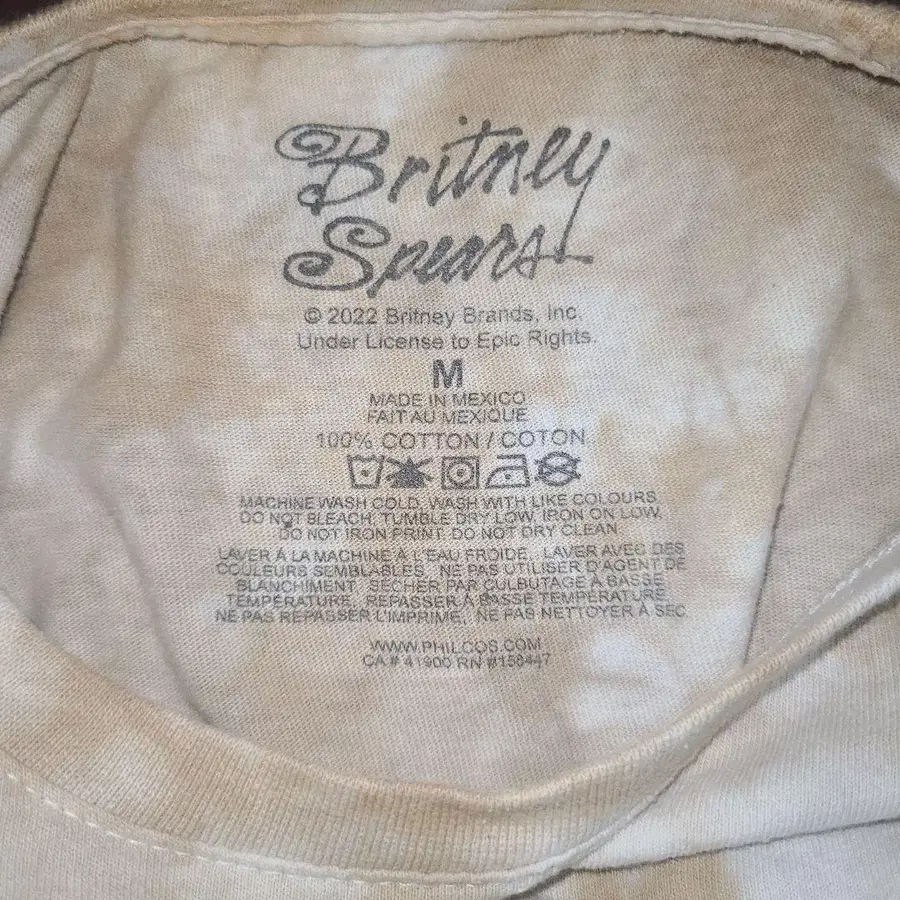 Britney
Spears
© 2022 Britney Brands, Inc.
Under License to Epic Rights.
M
MADE IN MEXICO
FAIT AU MEXIQUE
100% COTTON / COTON
MACHINE WASH COLD, WASH WITH LIKE COLOURS,
DO NOT BLEACH, TUMBLE DRY LOW, IRON ON LOW,
DO NOT IRON PRINT, DO NOT DRY CLEAN
LAVER À LA MACHINE À L'EAU FROIDE, LAVER AVEC DES
COULEURS SEMBLABLES, NE PAS UTILISER D'AGENT DE
BLANCHIMENT, SÉCHER PAR CULBUTAGE À BASSE
TEMPÉRATURE, REPASSER À BASSE TEMPÉRATURE,
NE PAS REPASSER L'IMPRIME, NE PAS NETTOYER À SEC
WWW.PHILCOS.COM
CA # 41900 RN #158447